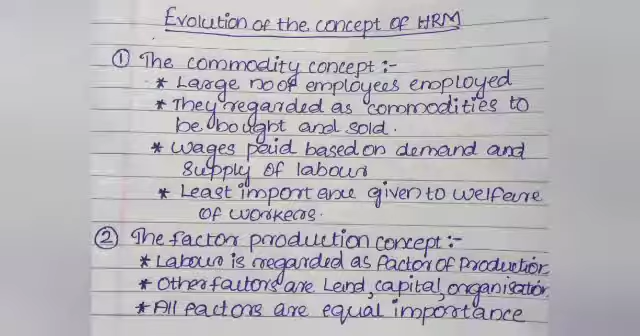 Evolution of the concept of HRM
① The commodity concept :-
* Large no of employees employed
* They regarded as commodities to
be bought and sold.
* wages paid based on demand and
supply of labour
* Least importance given to welfare
of workers.
② The factor production concept :-
* Labour is regarded as factor of production
* Other factors are Land, capital, organisation
* All factors are equal importance